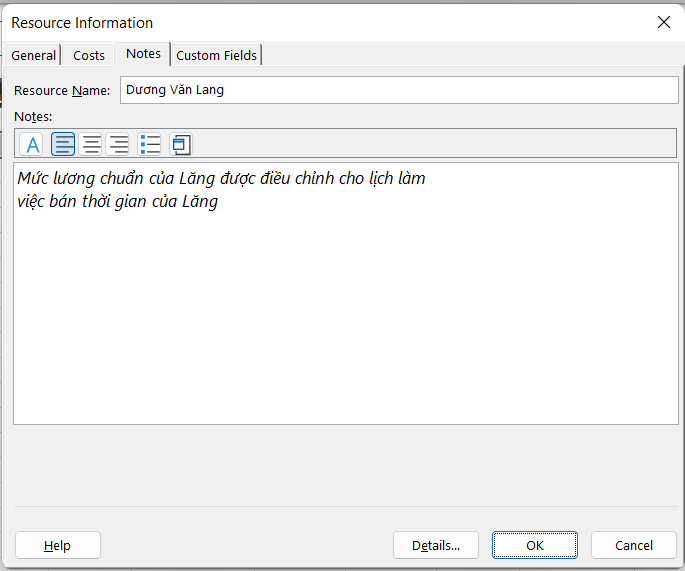 Resource Information
General Costs Notes Custom Fields
Resource Name: Dương Văn Lang
Notes:
A
Mức lương chuẩn của Lăng được điều chỉnh cho lịch làm
việc bán thời gian của Lăng
Help Details... OK Cancel